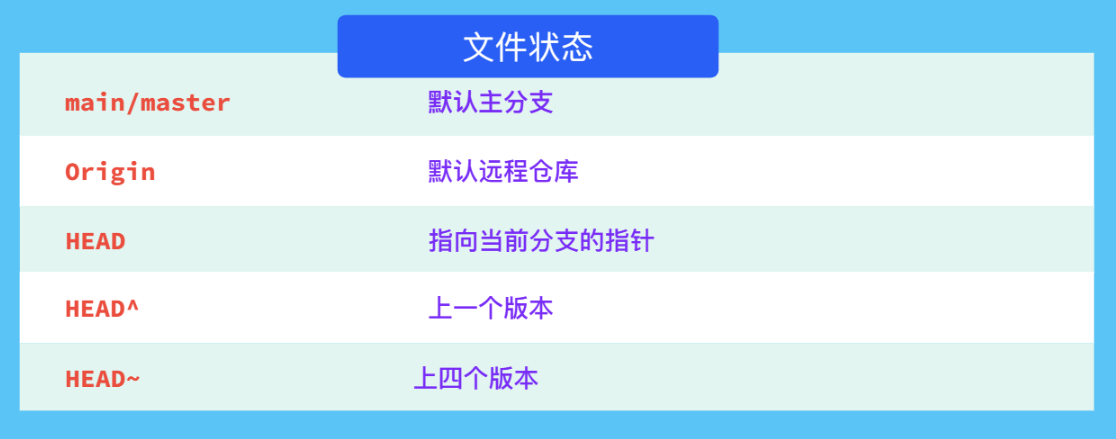 文件状态
main/master 默认主分支
Origin 默认远程仓库
HEAD 指向当前分支的指针
HEAD^ 上一个版本
HEAD~ 上四个版本